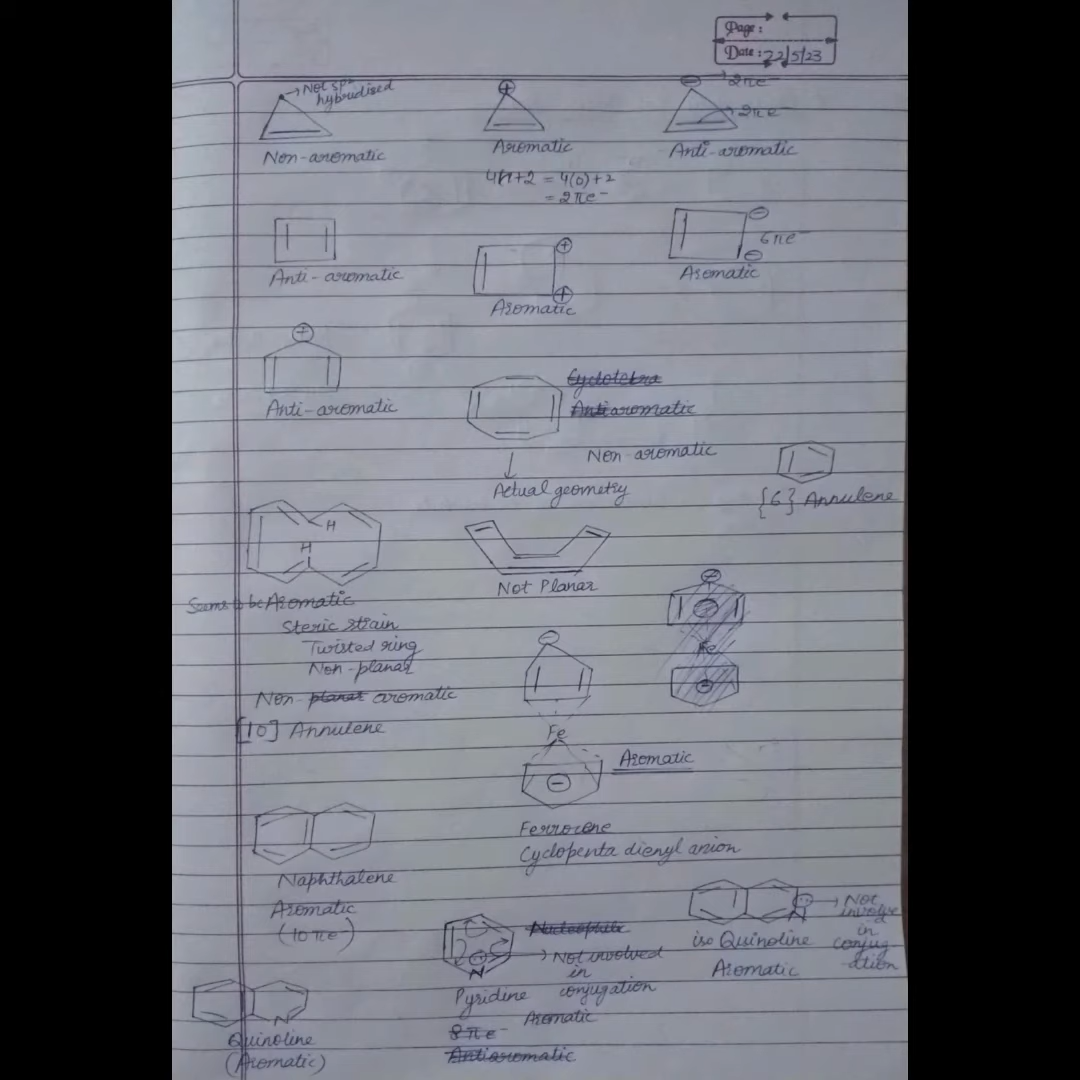 Page :
Date : 22/5/23
→ Not sp²
hybridised
Non-aromatic
⊕
Aromatic
4n+2 = 4(0)+2
= 2πe⁻
⊖ → 2πe⁻
→ 2πe⁻
Anti-aromatic
Anti-aromatic
⊕
⊕
Aromatic
⊖
6πe⁻
⊖
Aromatic
+
Anti-aromatic
Cyclotetra
Antiaromatic
Non-aromatic
↓
Actual geometry
{6} Annulene
H
H
Seems to be Aromatic
Steric strain
Twisted ring
Non-planar
Non-planar aromatic
[10] Annulene
Not Planar
Fe
⊖
Fe
⊖
Aromatic
Ferrocene
Cyclopenta dienyl anion
Naphthalene
Aromatic
(10πe⁻)
N
Nucleophile
→ Not involved
in
conjugation
Pyridine
Aromatic
8πe⁻
Antiaromatic
N
→ Not
involve
in
conjug
-ation
iso Quinoline
Aromatic
N
Quinoline
(Aromatic)